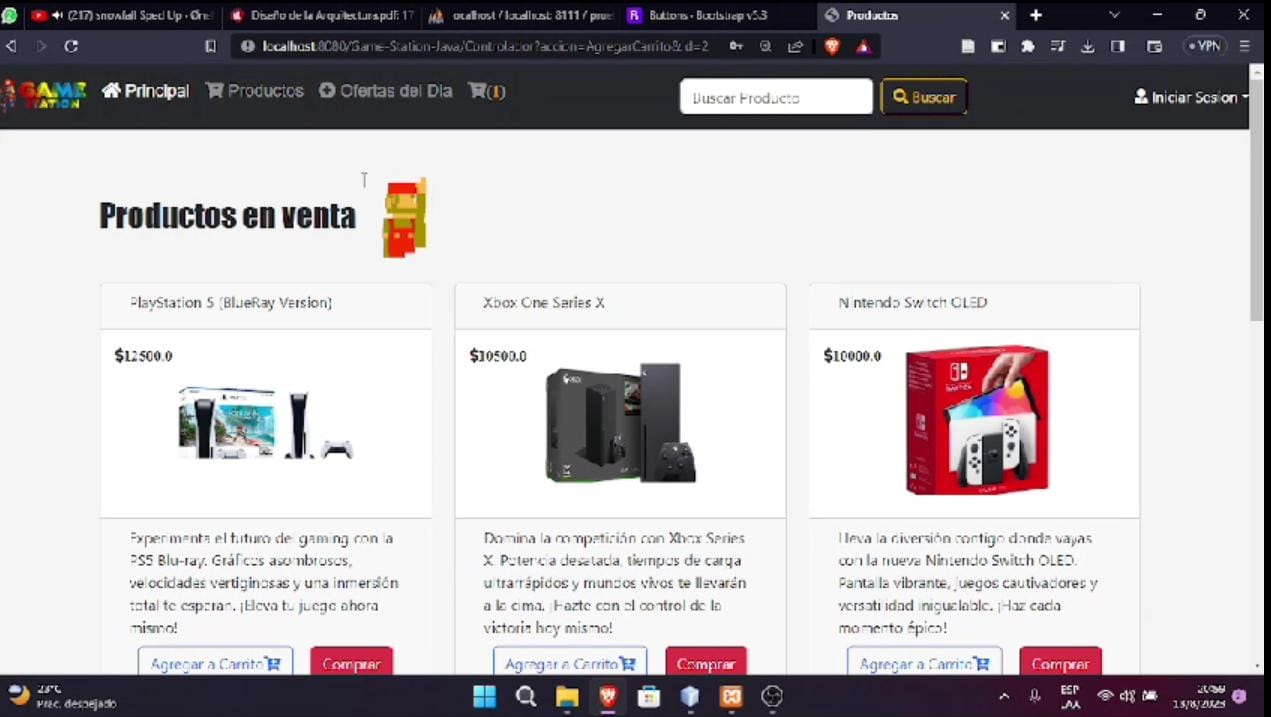 (217) snowfall Sped Up - Øne
Diseño de la Arquitectura.pdf: 17
ocalhost / localhost: 8111 / prue
Buttons · Bootstrap v5.3
Productos
localhost:8080/Game-Station-Java/Controlador?accion=AgregarCarrito&id=2
VPN
GAME STATION
Principal
Productos
Ofertas del Dia
(1)
Buscar Producto
Buscar
Iniciar Sesion
Productos en venta
PlayStation 5 (BlueRay Version)
$12500.0
Experimenta el futuro del gaming con la
PS5 Blu-ray. Gráficos asombrosos,
velocidades vertiginosas y una inmersión
total te esperan. ¡Eleva tu juego ahora
mismo!
Agregar a Carrito
Comprar
Xbox One Series X
$10500.0
XBOX
Domina la competición con Xbox Series
X. Potencia desatada, tiempos de carga
ultrarrápidos y mundos vivos te llevarán
a la cima. ¡Hazte con el control de la
victoria hoy mismo!
Agregar a Carrito
Comprar
Nintendo Switch OLED
$10000.0
Lleva la diversión contigo donde vayas
con la nueva Nintendo Switch OLED.
Pantalla vibrante, juegos cautivadores y
versatilidad inigualable. ¡Haz cada
momento épico!
Agregar a Carrito
Comprar
23°C
Prac. despejado
ESP
LAA
20:59
13/8/2023